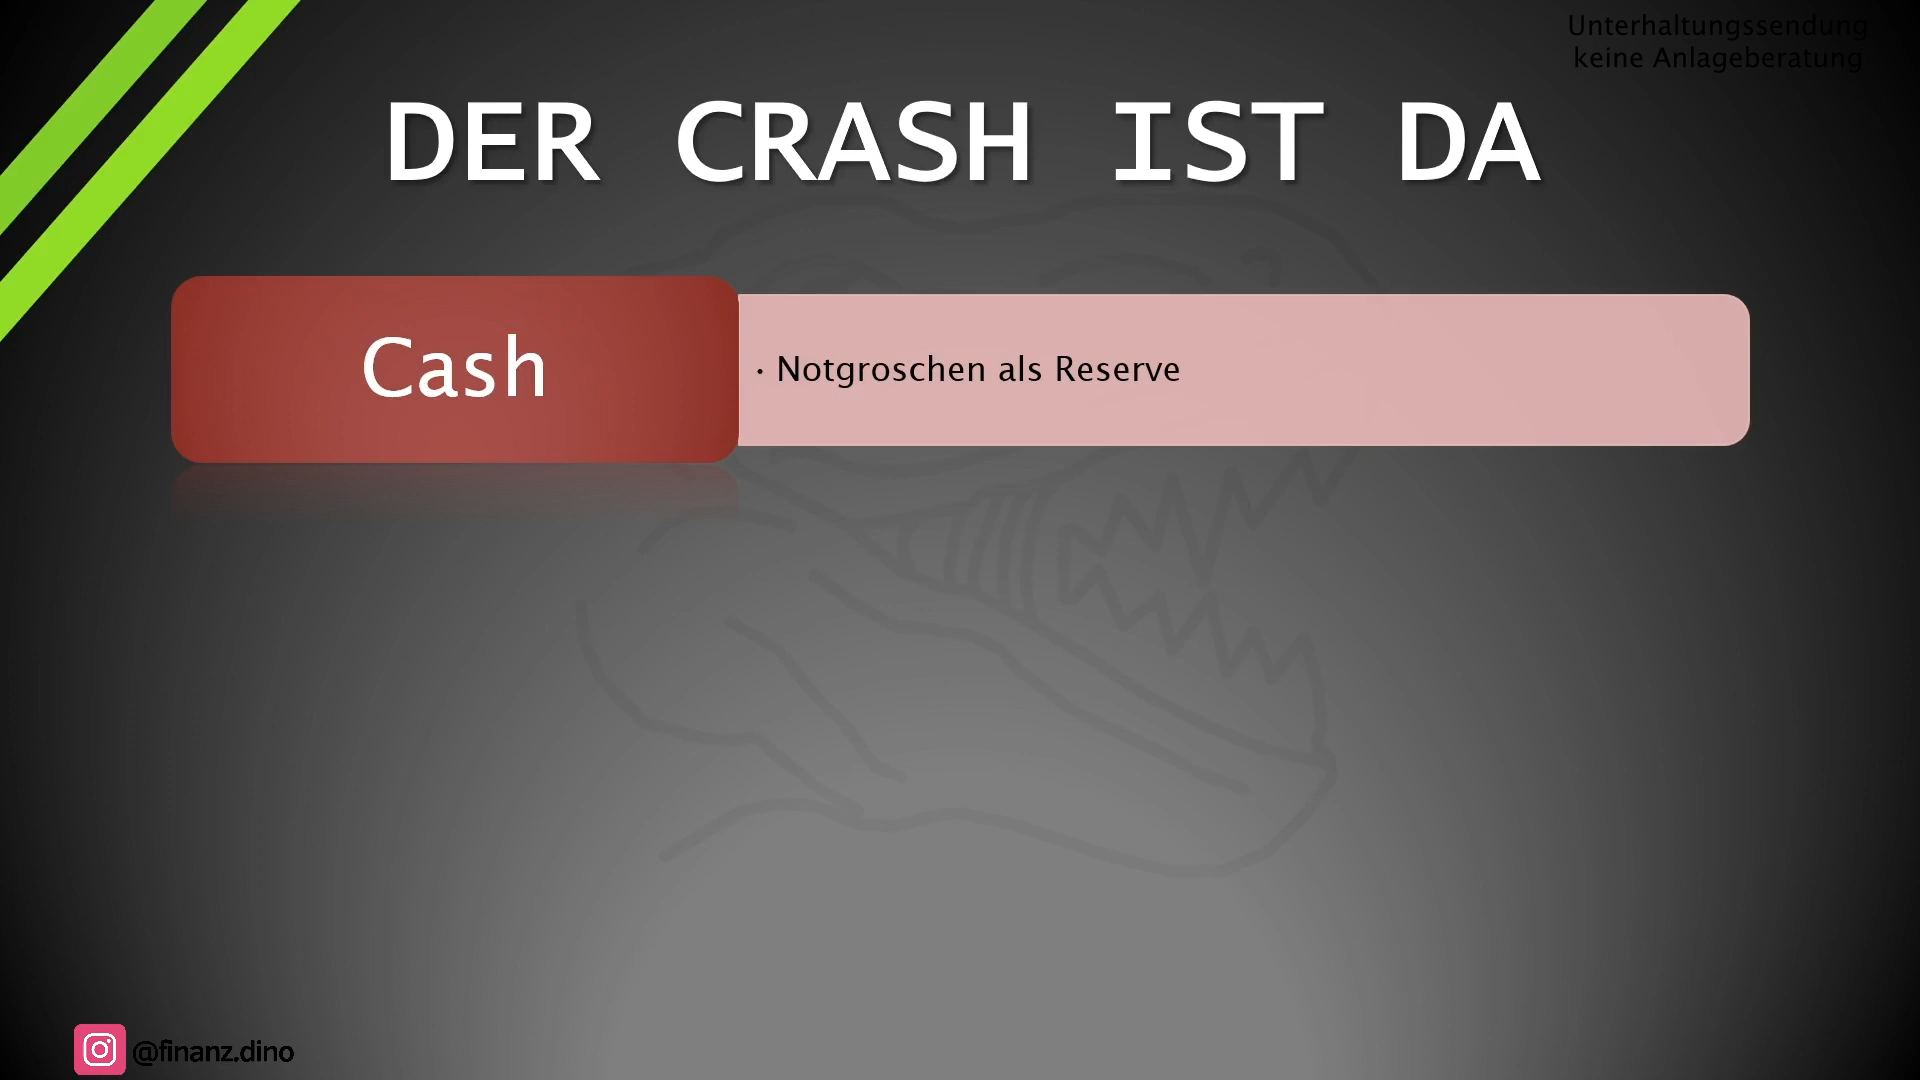 Unterhaltungssendung
keine Anlageberatung
DER CRASH IST DA
Cash
· Notgroschen als Reserve
@finanz.dino